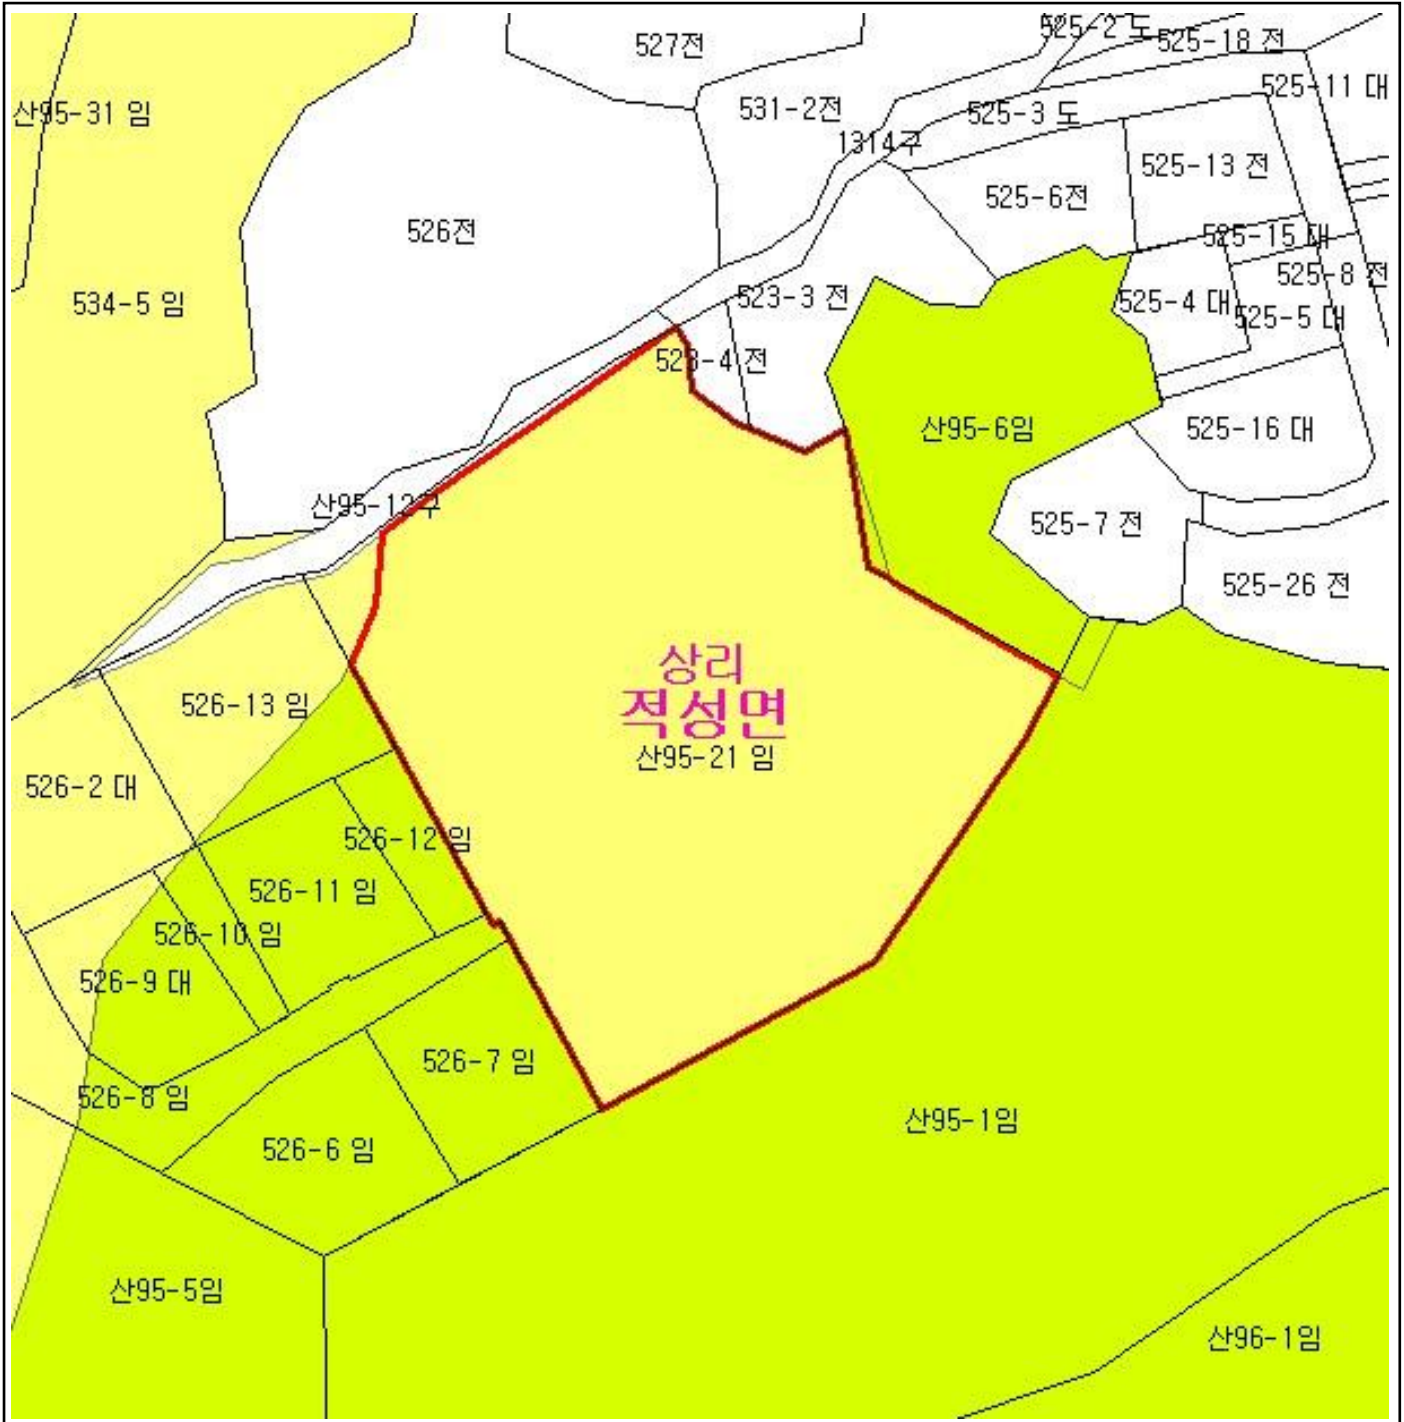 525-2 도
527전
525-18 전
525-11 대
산95-31 임
531-2전
525-3 도
1314구
525-13 전
525-6전
526전
525-15 대
525-8 전
534-5 임
523-3 전
525-4 대
525-5 대
523-4 전
산95-6임
525-16 대
산95-12구
525-7 전
525-26 전
상리
적성면
산95-21 임
526-13 임
526-2 대
526-12 임
526-11 임
526-10 임
526-9 대
526-7 임
526-8 임
산95-1임
526-6 임
산95-5임
산96-1임